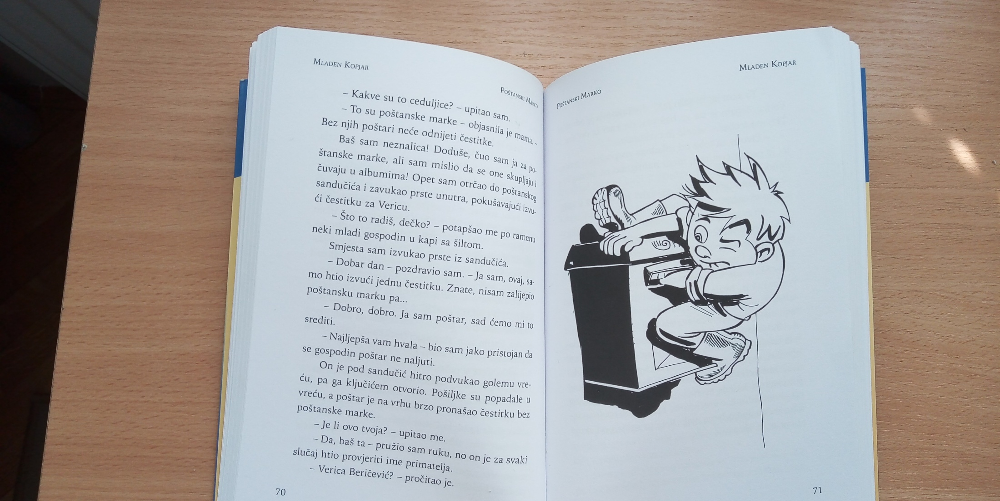 MLADEN KOPJAR
POŠTANSKI MARKO
– Kakve su to ceduljice? – upitao sam.
– To su poštanske marke – objasnila je mama. –
Bez njih poštari neće odnijeti čestitke.
Baš sam neznalica! Doduše, čuo sam ja za po-
štanske marke, ali sam mislio da se one skupljaju i
čuvaju u albumima! Opet sam otrčao do poštanskog
sandučića i zavukao prste unutra, pokušavajući izvu-
ći čestitku za Vericu.
– Što to radiš, dečko? – potapšao me po ramenu
neki mladi gospodin u kapi sa šiltom.
Smjesta sam izvukao prste iz sandučića.
– Dobar dan – pozdravio sam. – Ja sam, ovaj, sa-
mo htio izvući jednu čestitku. Znate, nisam zalijepio
poštansku marku pa...
– Dobro, dobro. Ja sam poštar, sad ćemo mi to
srediti.
– Najljepša vam hvala – bio sam jako pristojan da
se gospodin poštar ne naljuti.
On je pod sandučić hitro podvukao golemu vre-
ću, pa ga ključićem otvorio. Pošiljke su popadale u
vreću, a poštar je na vrhu brzo pronašao čestitku bez
poštanske marke.
– Je li ovo tvoja? – upitao me.
– Da, baš ta – pružio sam ruku, no on je za svaki
slučaj htio provjeriti ime primatelja.
– Verica Beričević? – pročitao je.
70
MLADEN KOPJAR
POŠTANSKI MARKO
71